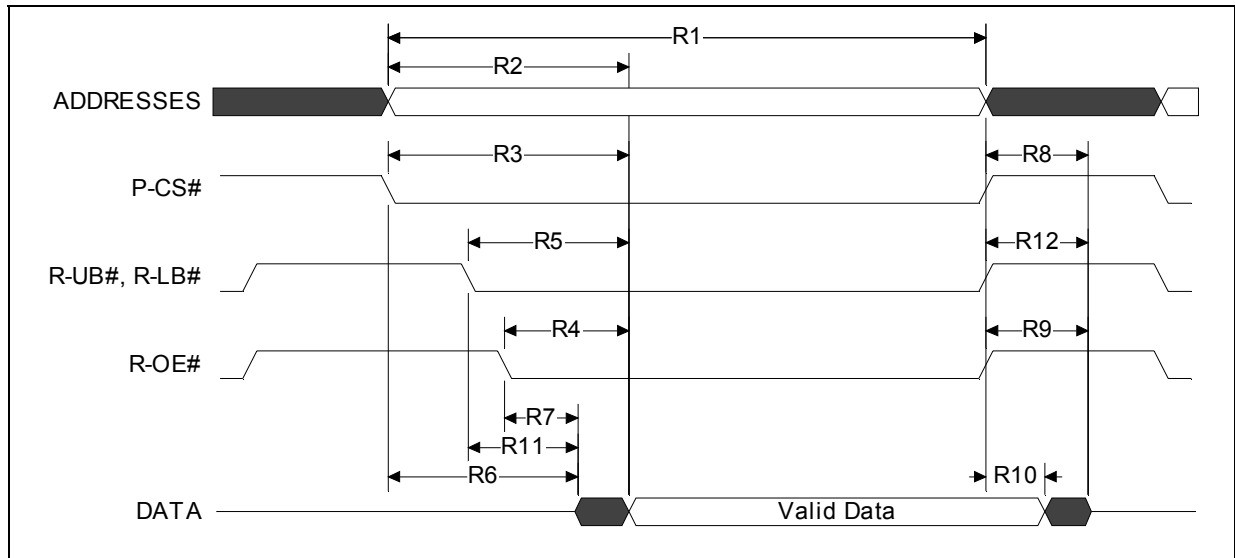 R1
R2
ADDRESSES
R3
R8
P-CS#
R5
R12
R-UB#, R-LB#
R4
R9
R-OE#
R7
R11
R6
R10
DATA
Valid Data